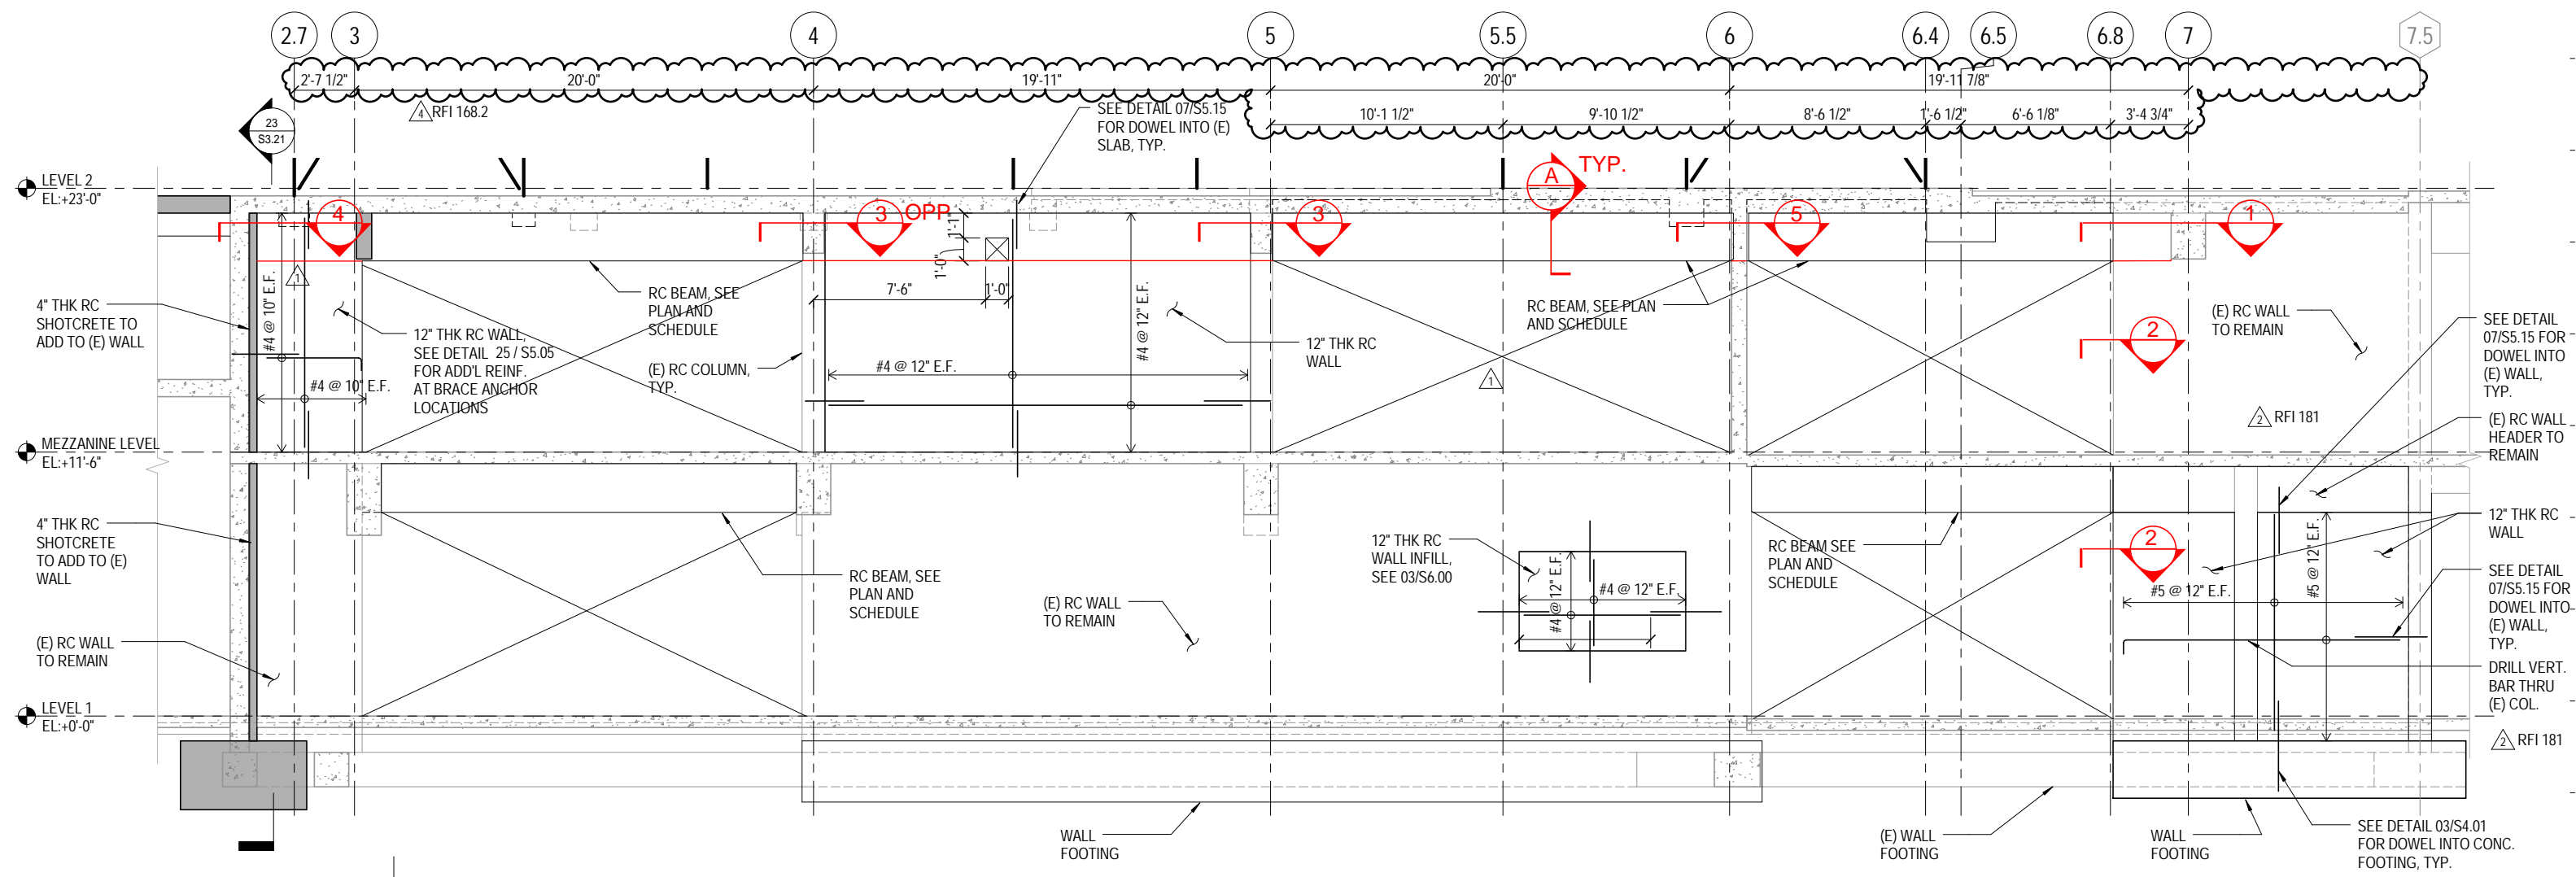 2.7
3
4
5
5.5
6
6.4
6.5
6.8
7
7.5
2'-7 1/2"
20'-0"
19'-11"
20'-0"
19'-11 7/8"
10'-1 1/2"
9'-10 1/2"
8'-6 1/2"
1'-6 1/2"
6'-6 1/8"
3'-4 3/4"
4
RFI 168.2
23
S3.21
SEE DETAIL 07/S5.15
FOR DOWEL INTO (E)
SLAB, TYP.
A
TYP.
LEVEL 2
EL:+23'-0"
4
3
OPP.
3
5
1
1'-1"
1'-0"
7'-6"
1'-0"
1
#4 @ 10" E.F.
#4 @ 10" E.F.
4" THK RC
SHOTCRETE TO
ADD TO (E) WALL
12" THK RC WALL,
SEE DETAIL 25 / S5.05
FOR ADD'L REINF.
AT BRACE ANCHOR
LOCATIONS
RC BEAM, SEE
PLAN AND
SCHEDULE
(E) RC COLUMN,
TYP.
#4 @ 12" E.F.
#4 @ 12" E.F.
12" THK RC
WALL
RC BEAM, SEE PLAN
AND SCHEDULE
1
2
(E) RC WALL
TO REMAIN
SEE DETAIL
07/S5.15 FOR
DOWEL INTO
(E) WALL,
TYP.
2
RFI 181
(E) RC WALL
HEADER TO
REMAIN
MEZZANINE LEVEL
EL:+11'-6"
4" THK RC
SHOTCRETE
TO ADD TO (E)
WALL
RC BEAM, SEE
PLAN AND
SCHEDULE
(E) RC WALL
TO REMAIN
12" THK RC
WALL INFILL,
SEE 03/S6.00
#4 @ 12" E.F.
#4 @ 12" E.F.
RC BEAM SEE
PLAN AND
SCHEDULE
2
#5 @ 12" E.F.
#5 @ 12" E.F.
12" THK RC
WALL
SEE DETAIL
07/S5.15 FOR
DOWEL INTO
(E) WALL,
TYP.
DRILL VERT.
BAR THRU
(E) COL.
2
RFI 181
(E) RC WALL
TO REMAIN
LEVEL 1
EL:+0'-0"
WALL
FOOTING
(E) WALL
FOOTING
WALL
FOOTING
SEE DETAIL 03/S4.01
FOR DOWEL INTO CONC.
FOOTING, TYP.